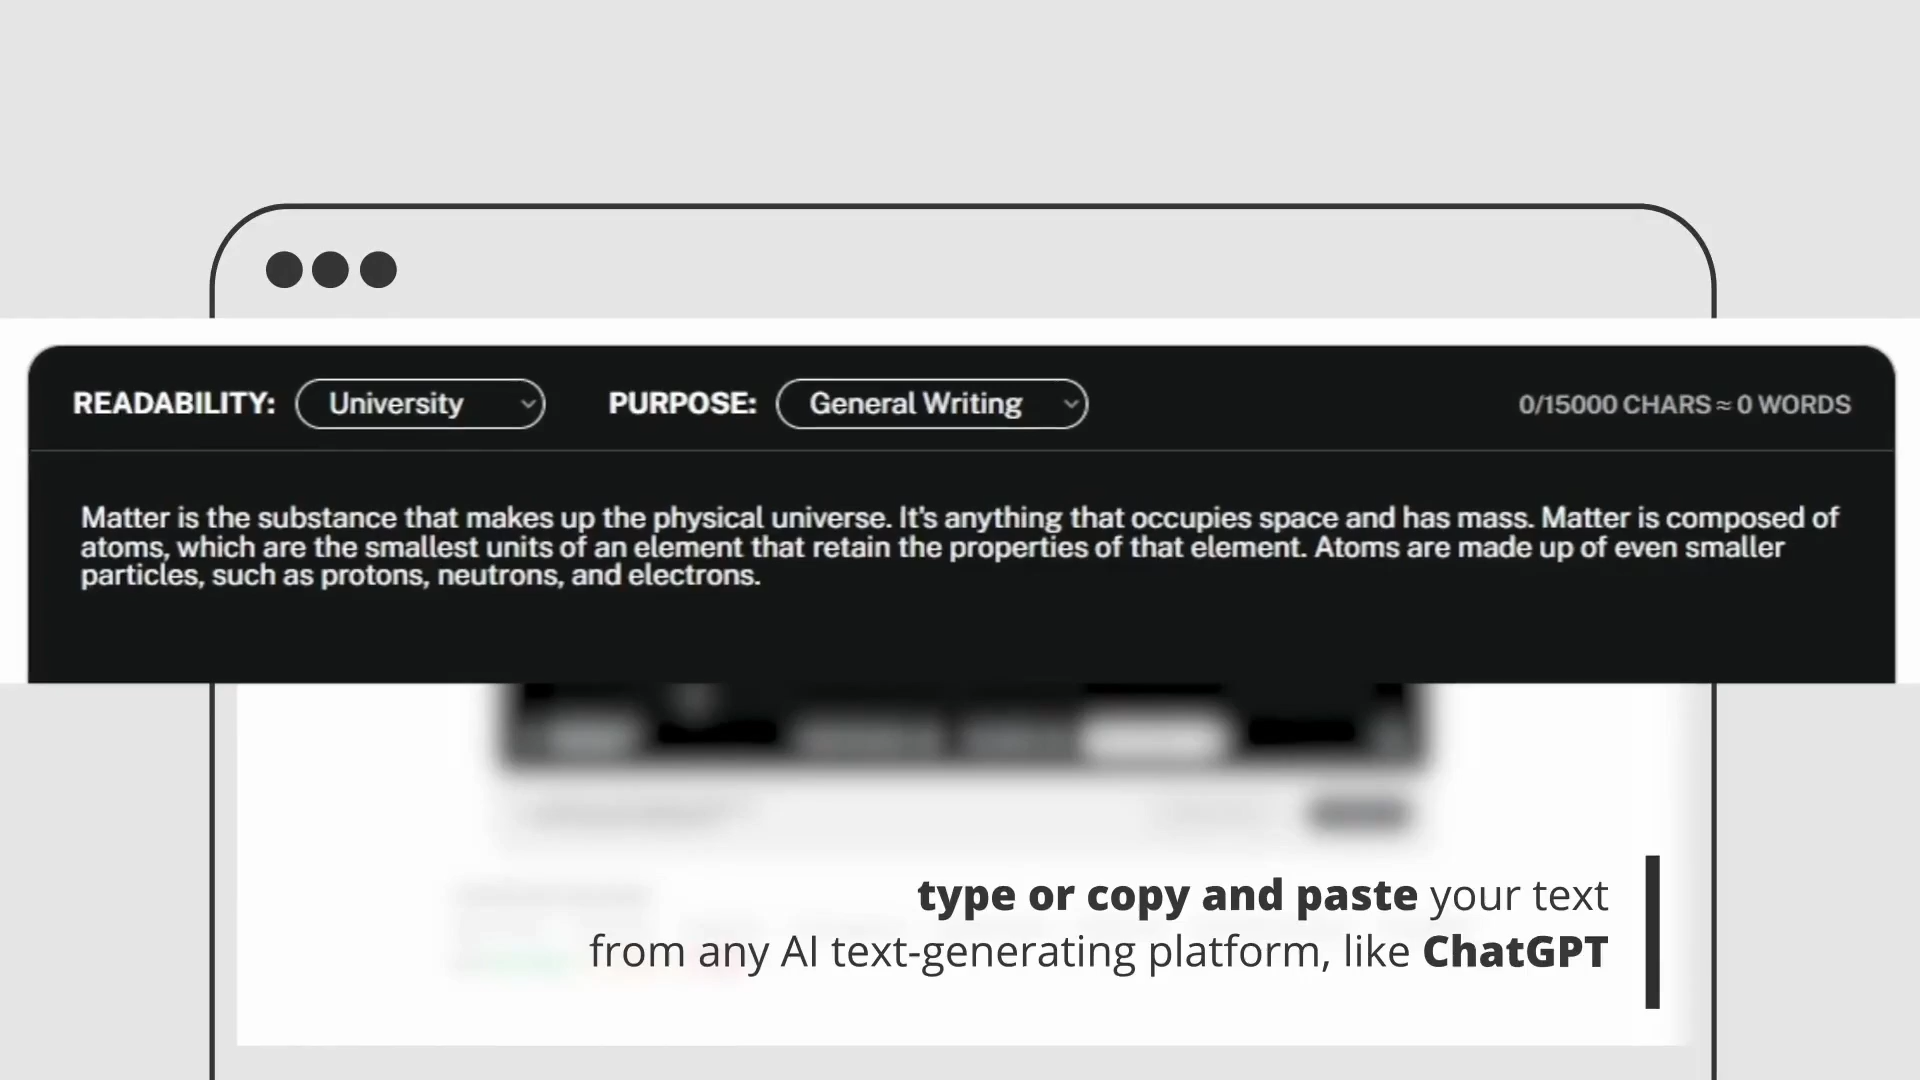 READABILITY: University PURPOSE: General Writing 0/15000 CHARS ≈ 0 WORDS
Matter is the substance that makes up the physical universe. It's anything that occupies space and has mass. Matter is composed of
atoms, which are the smallest units of an element that retain the properties of that element. Atoms are made up of even smaller
particles, such as protons, neutrons, and electrons.
type or copy and paste your text
from any AI text-generating platform, like ChatGPT